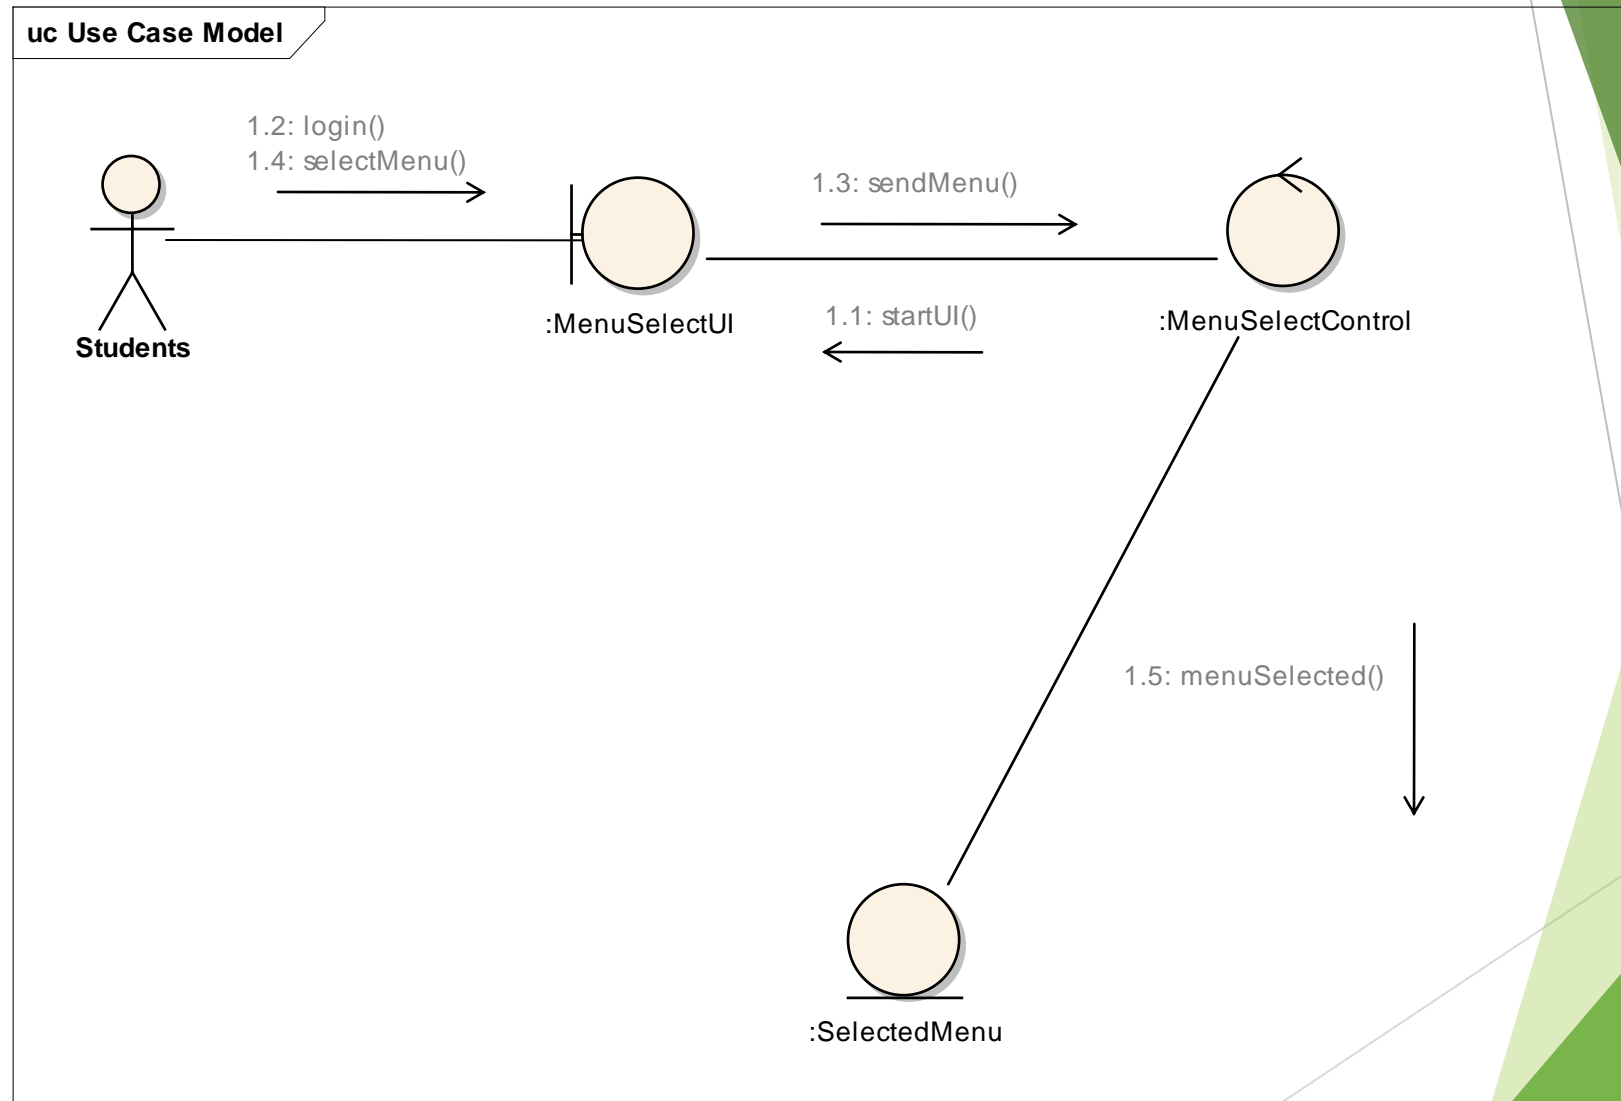 uc Use Case Model
1.2: login()
1.4: selectMenu()
1.3: sendMenu()
:MenuSelectUI
1.1: startUI()
:MenuSelectControl
Students
1.5: menuSelected()
:SelectedMenu